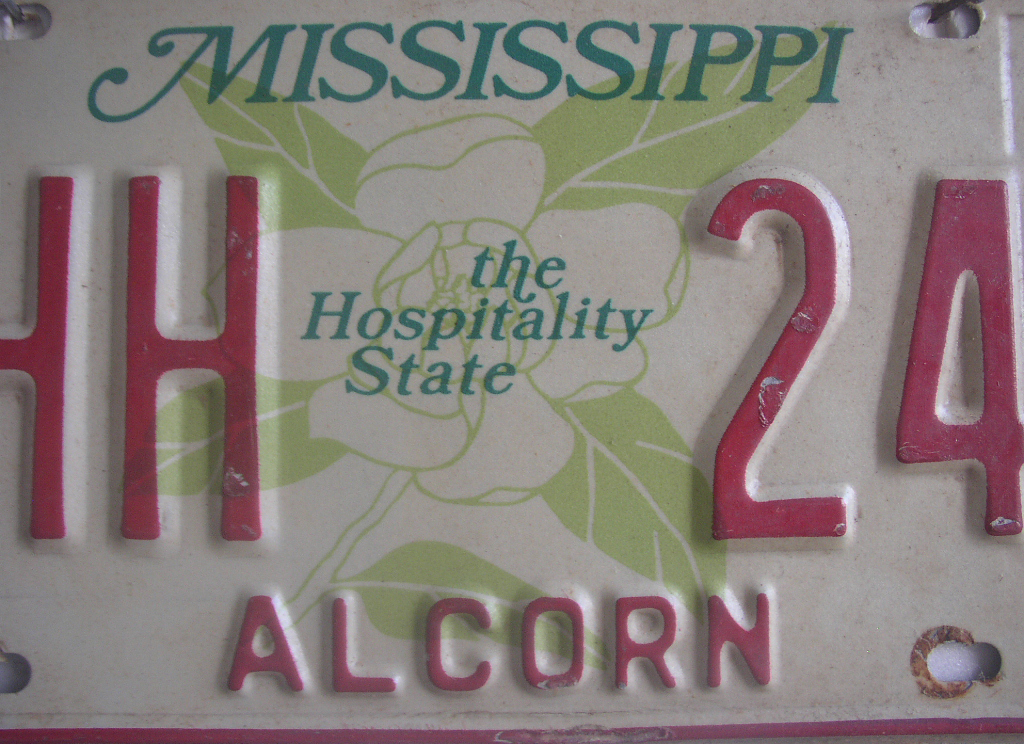 MISSISSIPPI
HH 24
the
Hospitality
State
ALCORN